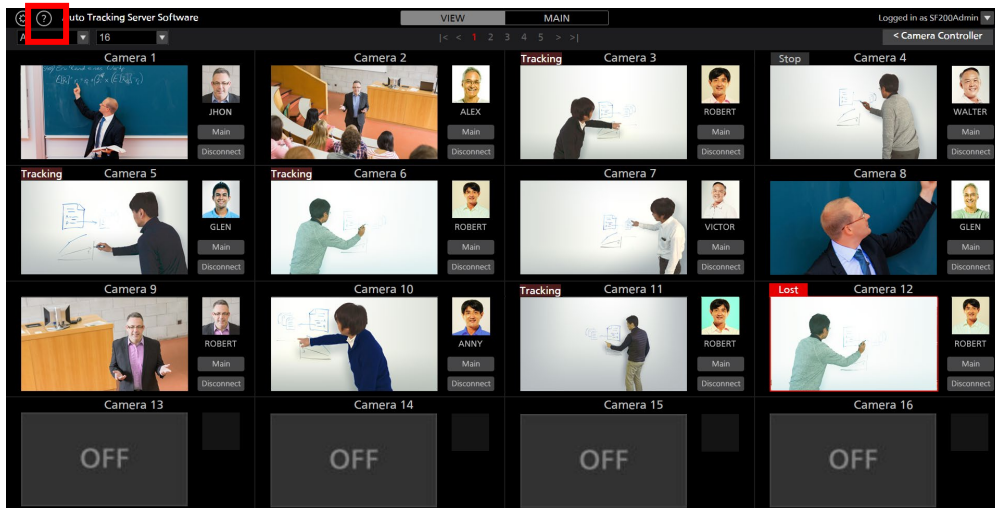 ? Auto Tracking Server Software VIEW MAIN Logged in as SF200Admin
16 |< < 1 2 3 4 5 > >| < Camera Controller
Camera 1 Camera 2 Tracking Camera 3 Stop Camera 4
JHON ALEX ROBERT WALTER
Main Main Main Main
Disconnect Disconnect Disconnect Disconnect
Tracking Camera 5 Tracking Camera 6 Camera 7 Camera 8
GLEN ROBERT VICTOR GLEN
Main Main Main Main
Disconnect Disconnect Disconnect Disconnect
Camera 9 Camera 10 Tracking Camera 11 Lost Camera 12
ROBERT ANNY ROBERT ROBERT
Main Main Main Main
Disconnect Disconnect Disconnect Disconnect
Camera 13 Camera 14 Camera 15 Camera 16
OFF OFF OFF OFF